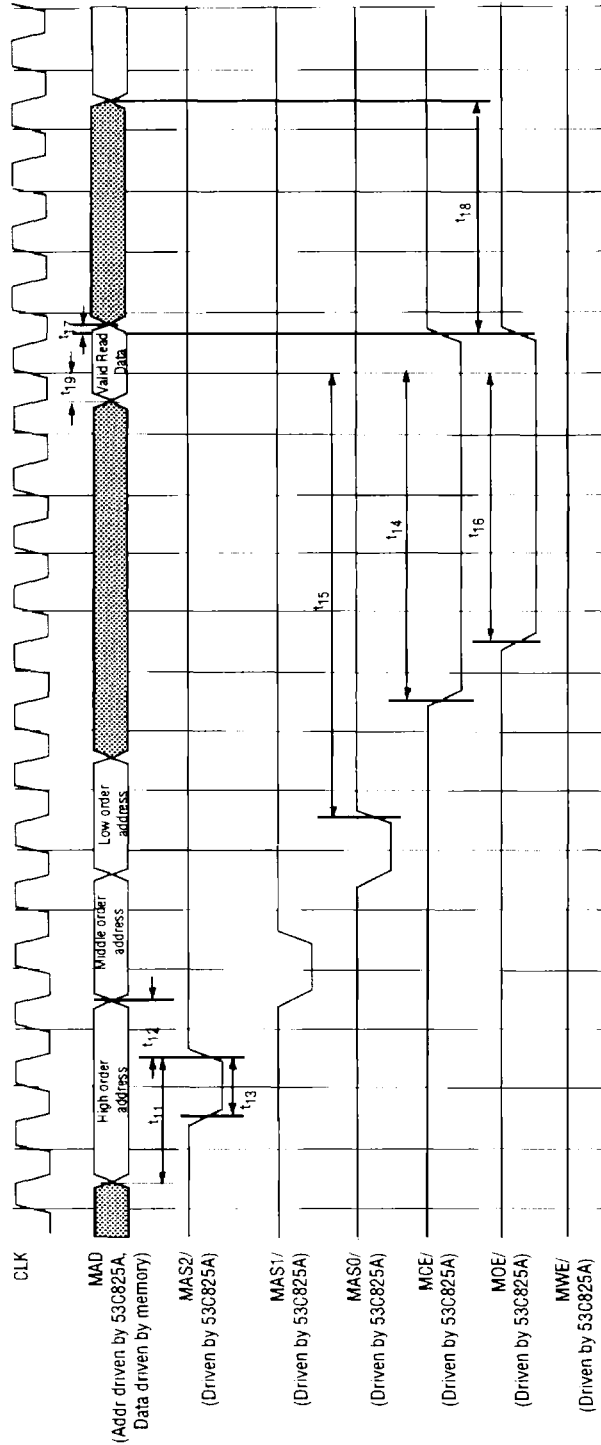 CLK
MAD
(Addr driven by 53C825A,
Data driven by memory)
High order
address
Middle order
address
Low order
address
Valid Read
Data
t11
t12
t13
t19
t17
MAS2/
(Driven by 53C825A)
MAS1/
(Driven by 53C825A)
MAS0/
(Driven by 53C825A)
t15
MCE/
(Driven by 53C825A)
t14
t18
MOE/
(Driven by 53C825A)
t16
MWE/
(Driven by 53C825A)